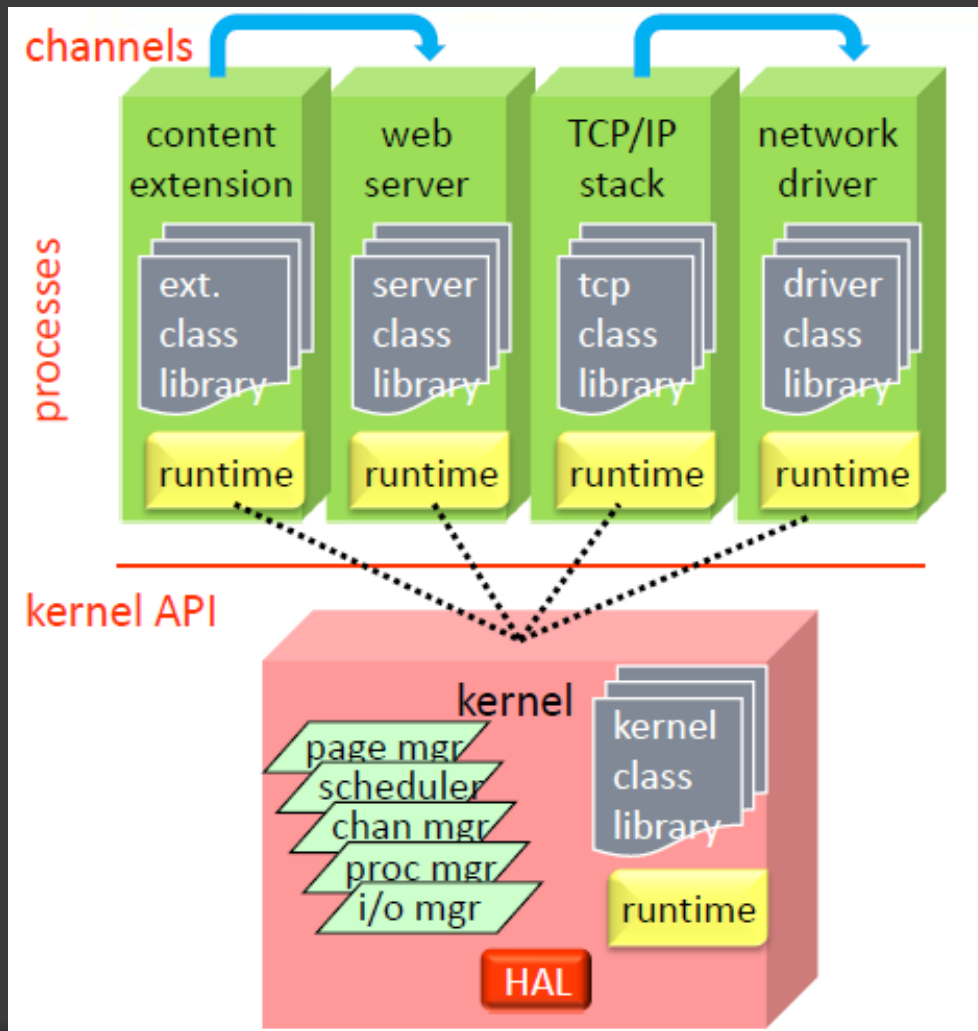 channels
content
extension
web
server
TCP/IP
stack
network
driver
processes
ext.
class
library
server
class
library
tcp
class
library
driver
class
library
runtime
runtime
runtime
runtime
kernel API
kernel
page mgr
scheduler
chan mgr
proc mgr
i/o mgr
kernel
class
library
runtime
HAL